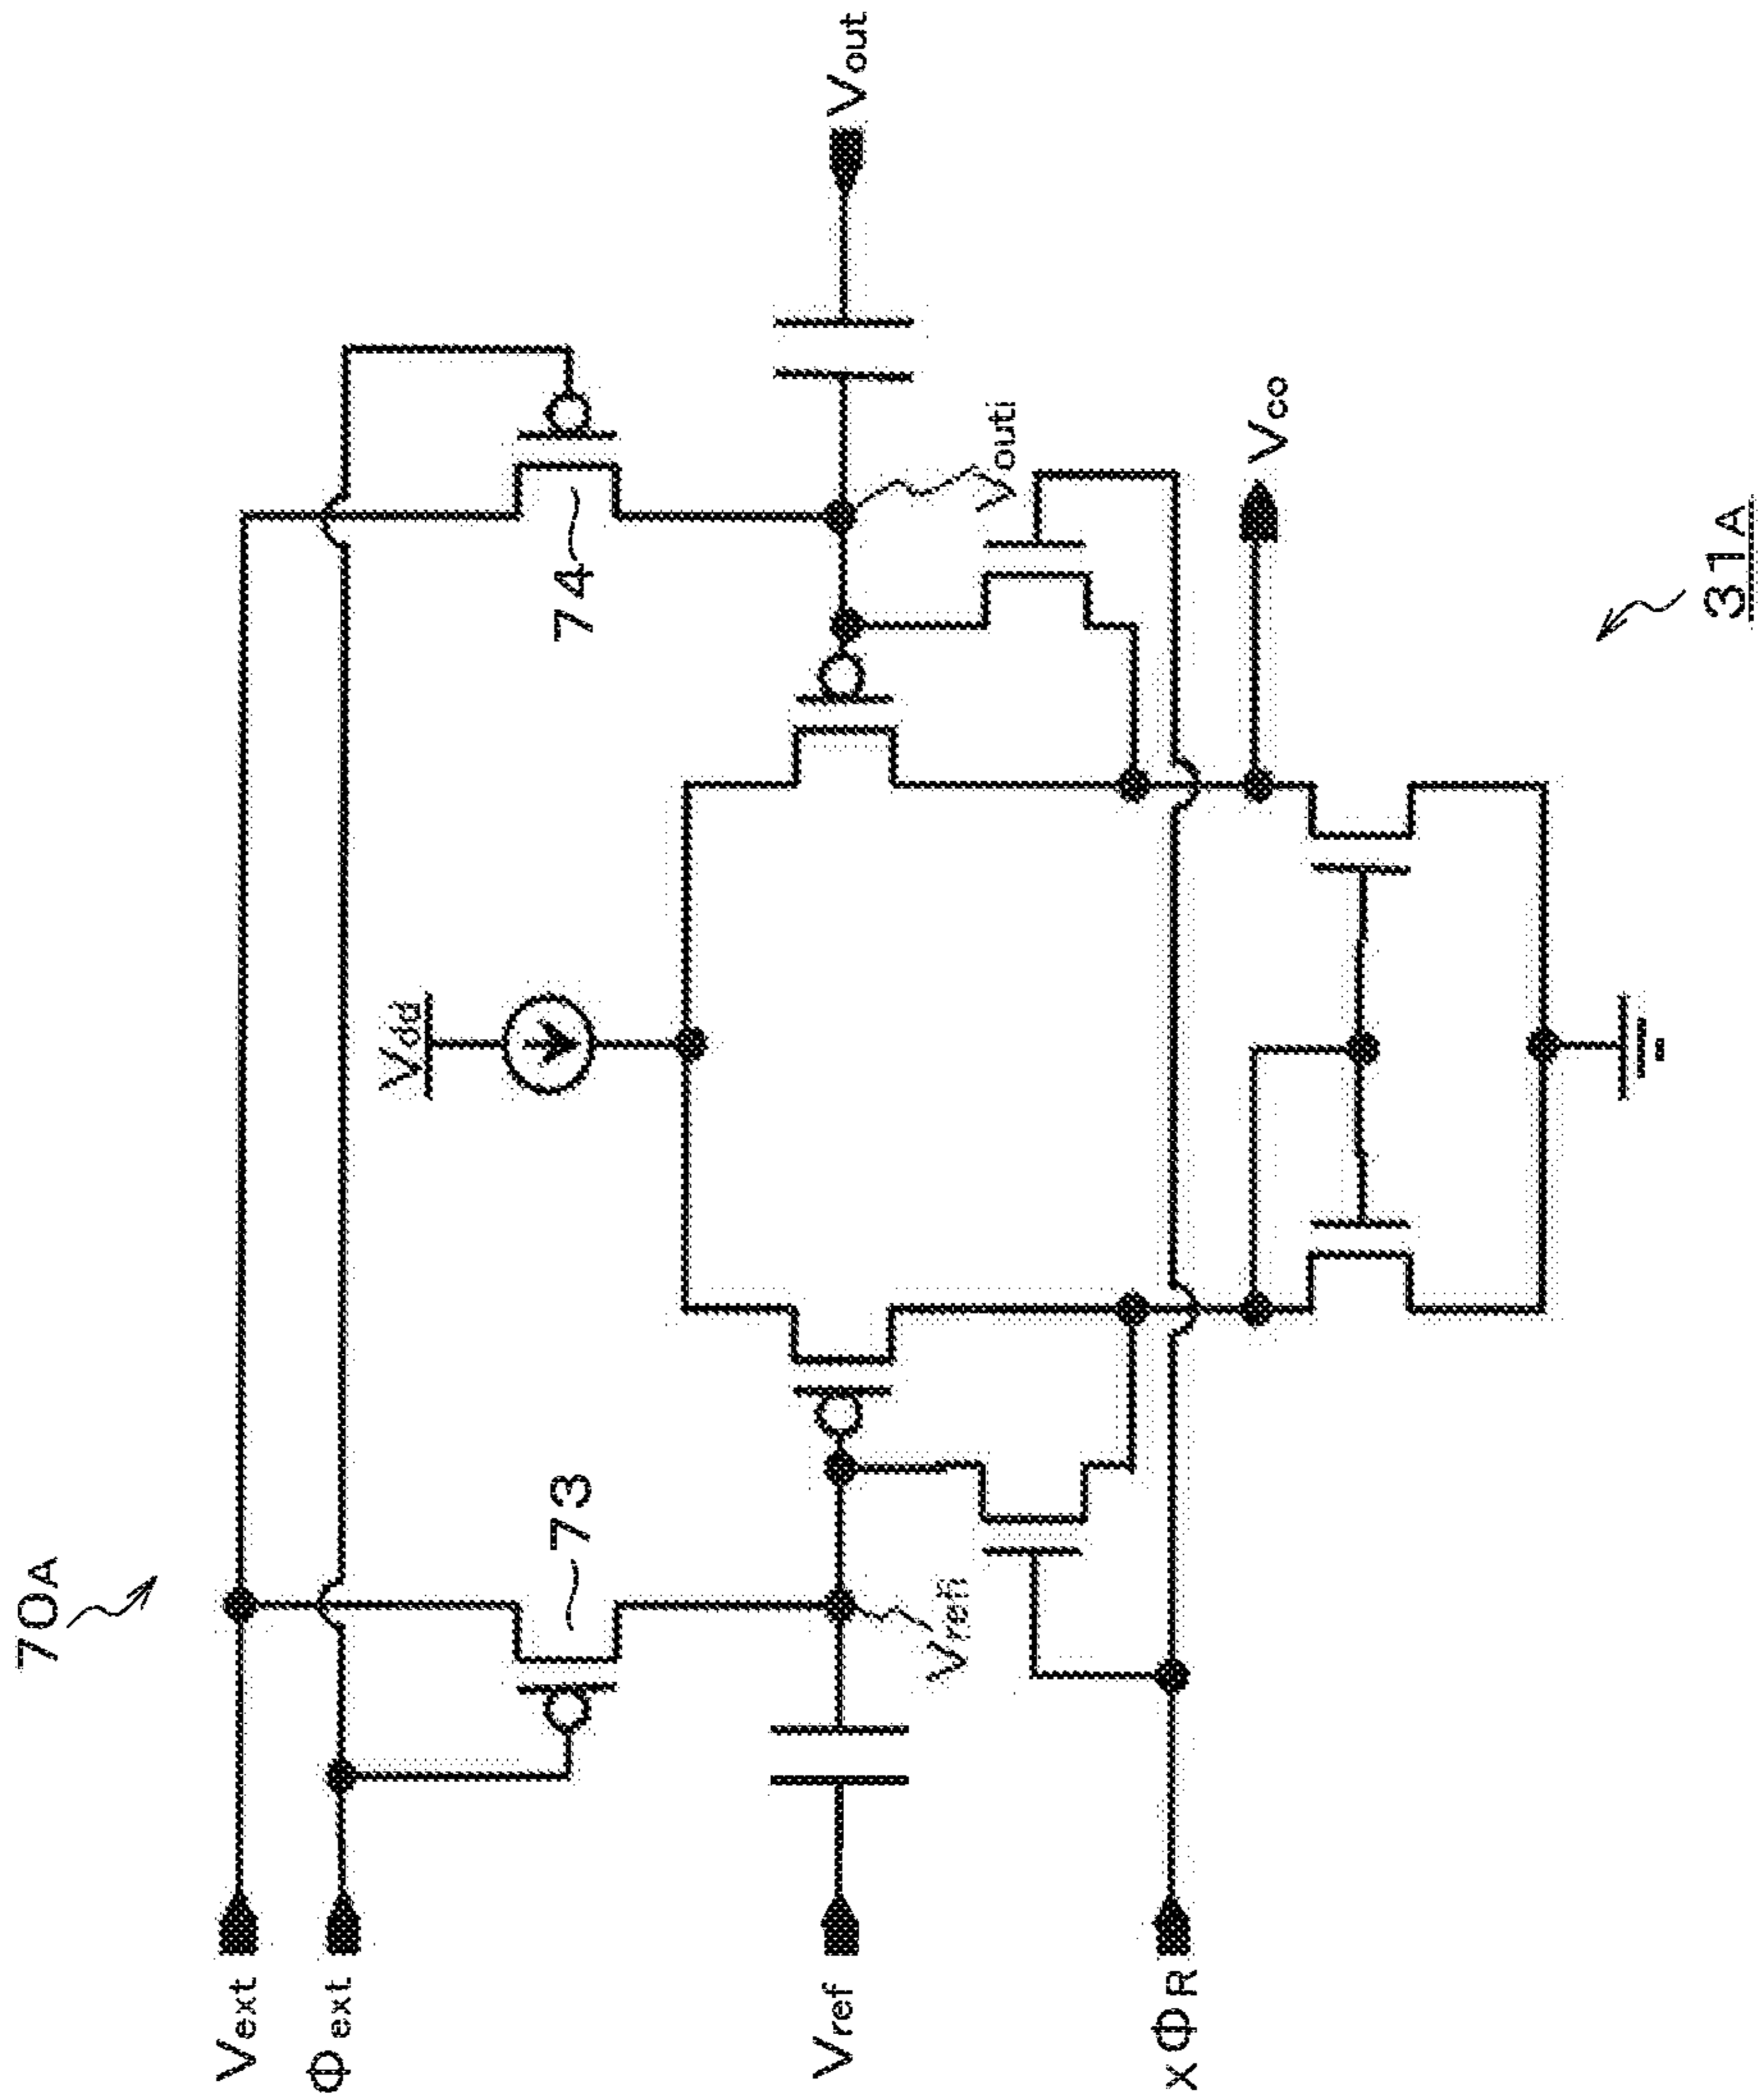 70A
Vext
Φext
Vdd
73
74
Vref
Vrefi
Vouti
Vout
xΦR
Vco
31A